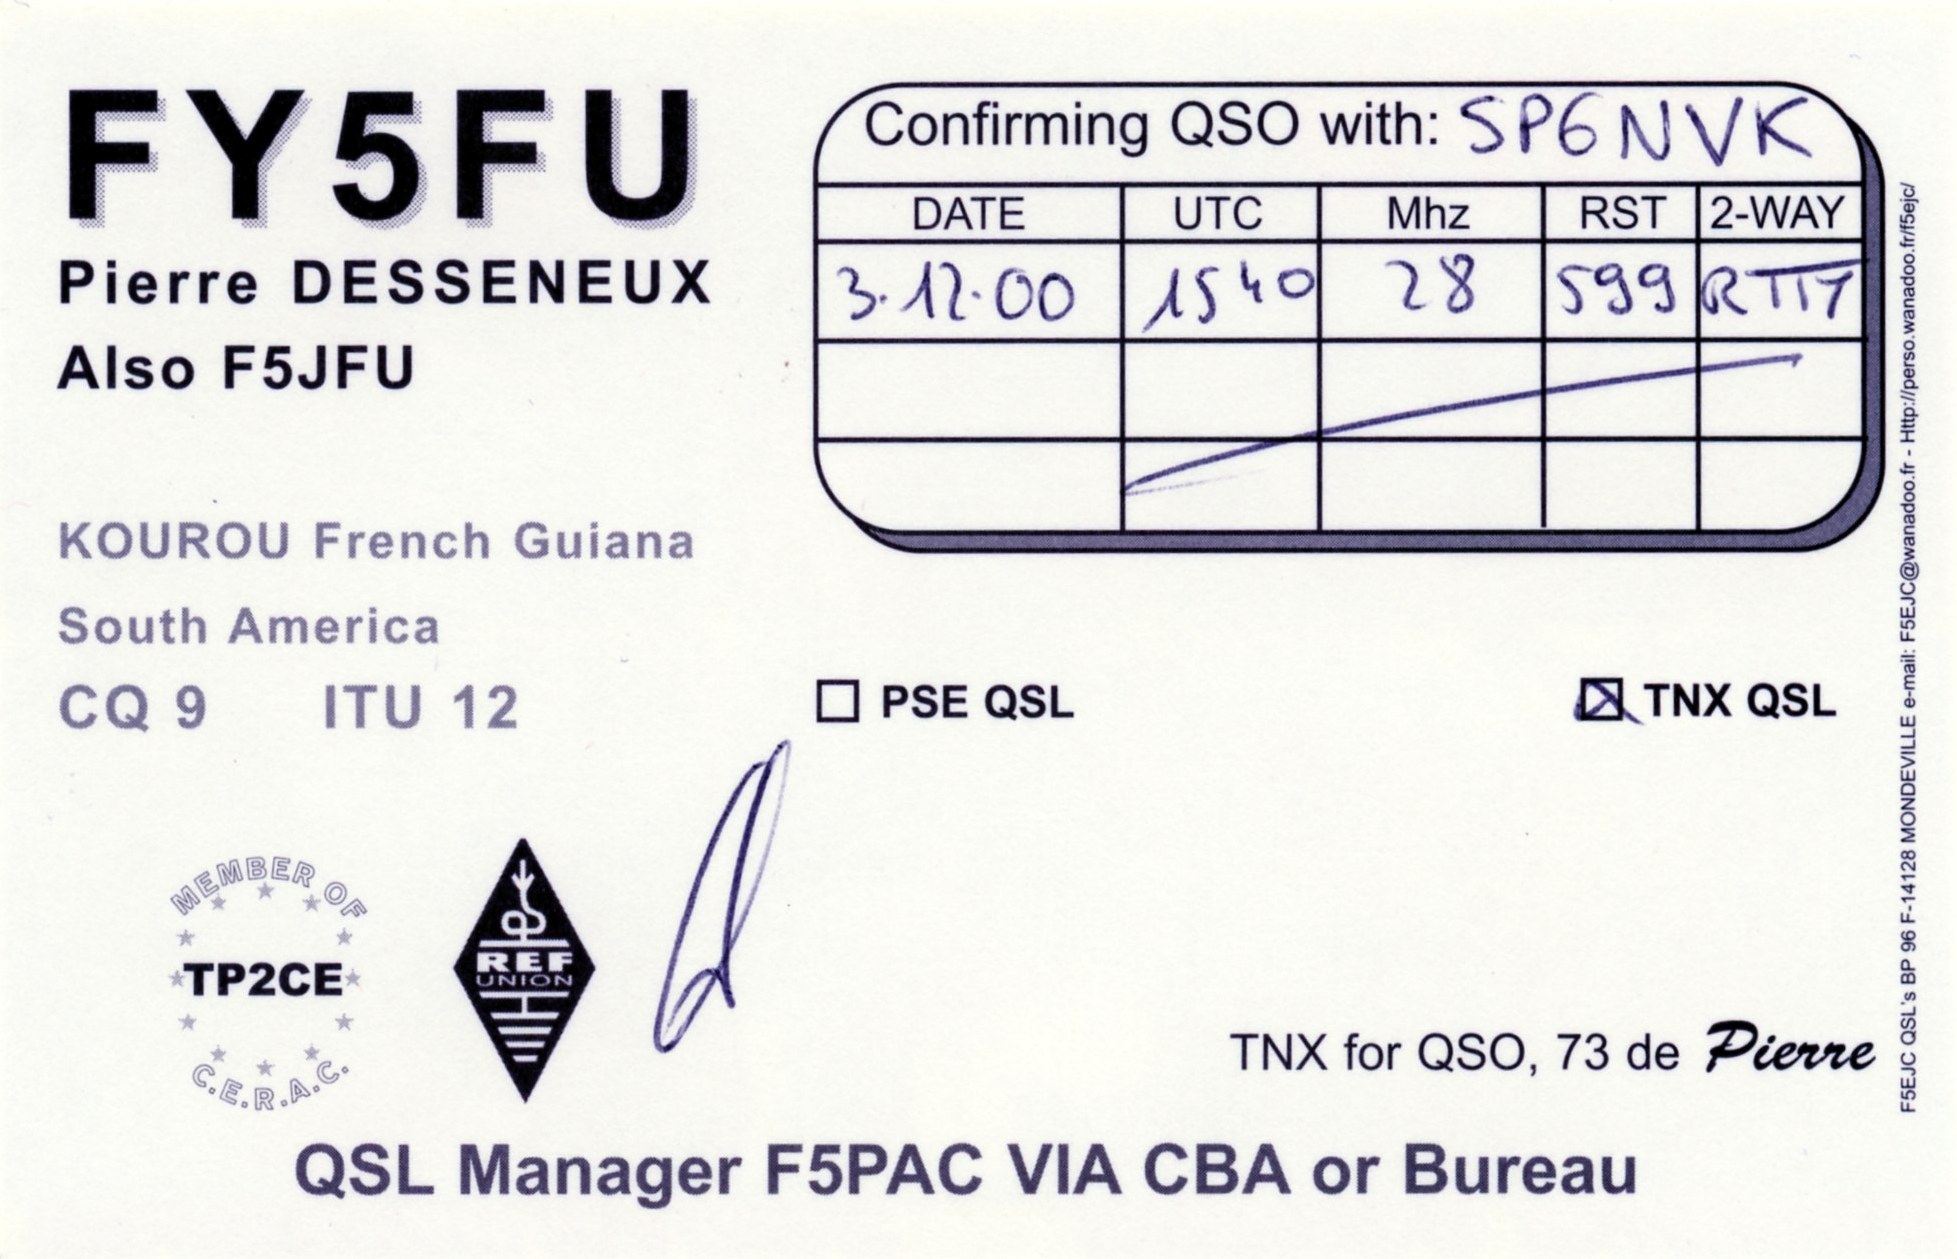 FY5FU
Pierre DESSENEUX
Also F5JFU
KOUROU French Guiana
South America
CQ 9 ITU 12
Confirming QSO with: SP6NVK
DATE UTC Mhz RST 2-WAY
3.12.00 1540 28 599 RTTY
PSE QSL TNX QSL
MEMBER OF
TP2CE
C.E.R.A.C.
REF
UNION
TNX for QSO, 73 de Pierre
QSL Manager F5PAC VIA CBA or Bureau
F5EJC QSL's BP 96 F-14128 MONDEVILLE e-mail: F5EJC@wanadoo.fr - Http://perso.wanadoo.fr/f5ejc/